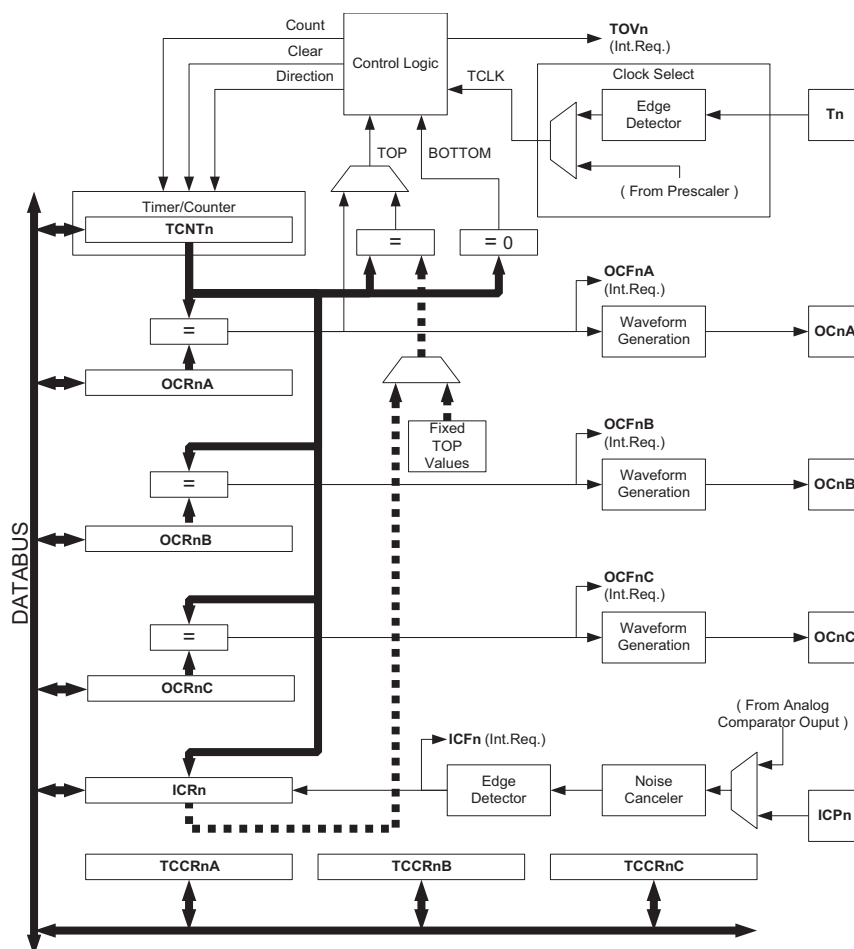 Count
Clear
Direction
Control Logic
TOVn
(Int.Req.)
Clock Select
TCLK
Edge
Detector
Tn
( From Prescaler )
TOP
BOTTOM
Timer/Counter
TCNTn
=
= 0
OCFnA
(Int.Req.)
=
Waveform
Generation
OCnA
OCRnA
Fixed
TOP
Values
OCFnB
(Int.Req.)
=
Waveform
Generation
OCnB
OCRnB
DATABUS
OCFnC
(Int.Req.)
=
Waveform
Generation
OCnC
OCRnC
( From Analog
Comparator Ouput )
ICFn (Int.Req.)
ICRn
Edge
Detector
Noise
Canceler
ICPn
TCCRnA
TCCRnB
TCCRnC